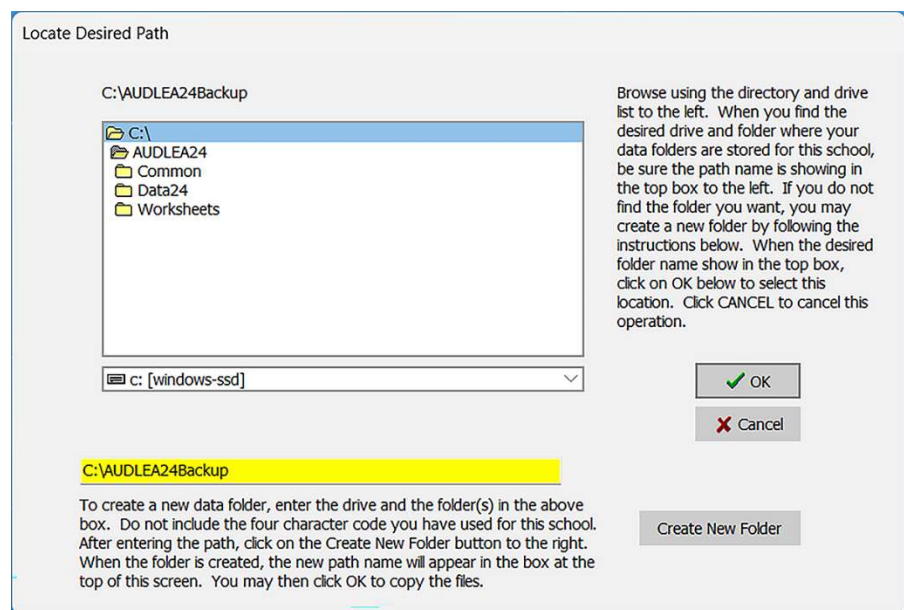 Locate Desired Path
C:\AUDLEA24Backup
C:\
AUDLEA24
Common
Data24
Worksheets
c: [windows-ssd]
Browse using the directory and drive
list to the left. When you find the
desired drive and folder where your
data folders are stored for this school,
be sure the path name is showing in
the top box to the left. If you do not
find the folder you want, you may
create a new folder by following the
instructions below. When the desired
folder name show in the top box,
click on OK below to select this
location. Click CANCEL to cancel this
operation.
OK
Cancel
C:\AUDLEA24Backup
To create a new data folder, enter the drive and the folder(s) in the above
box. Do not include the four character code you have used for this school.
After entering the path, click on the Create New Folder button to the right.
When the folder is created, the new path name will appear in the box at the
top of this screen. You may then click OK to copy the files.
Create New Folder